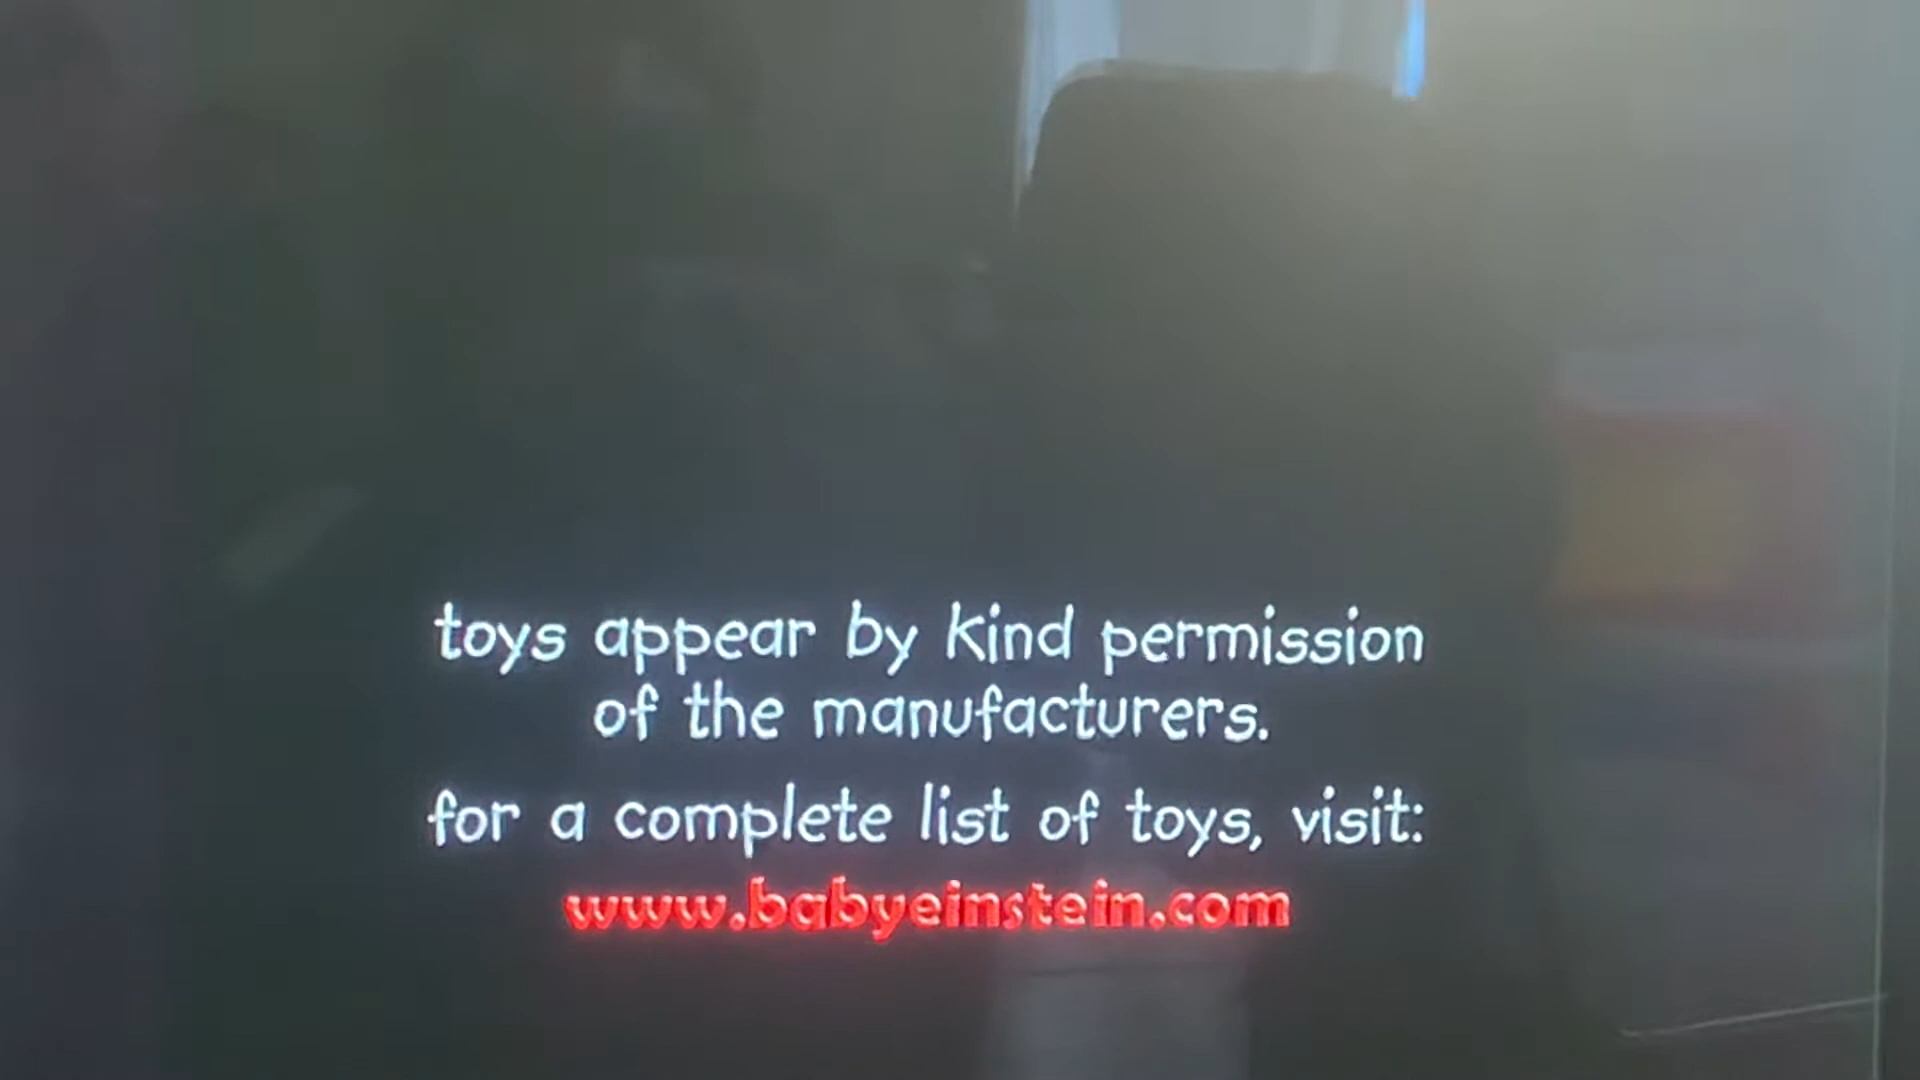 toys appear by kind permission
of the manufacturers.
for a complete list of toys, visit:
www.babyeinstein.com